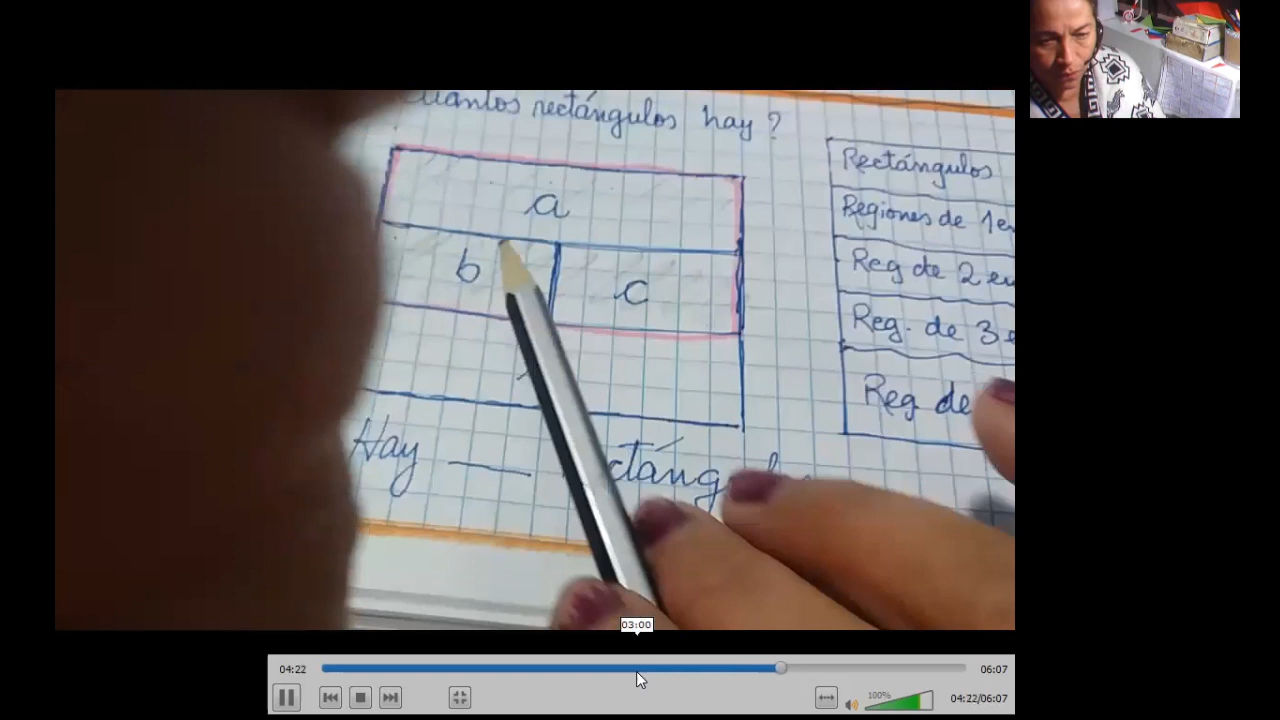 rectángulos hay ?
a
b
c
Hay
Rectángulos
Regiones de
Reg de 2
Reg. de 3
Reg de
03:00
04:22
06:07
100%
04:22/06:07